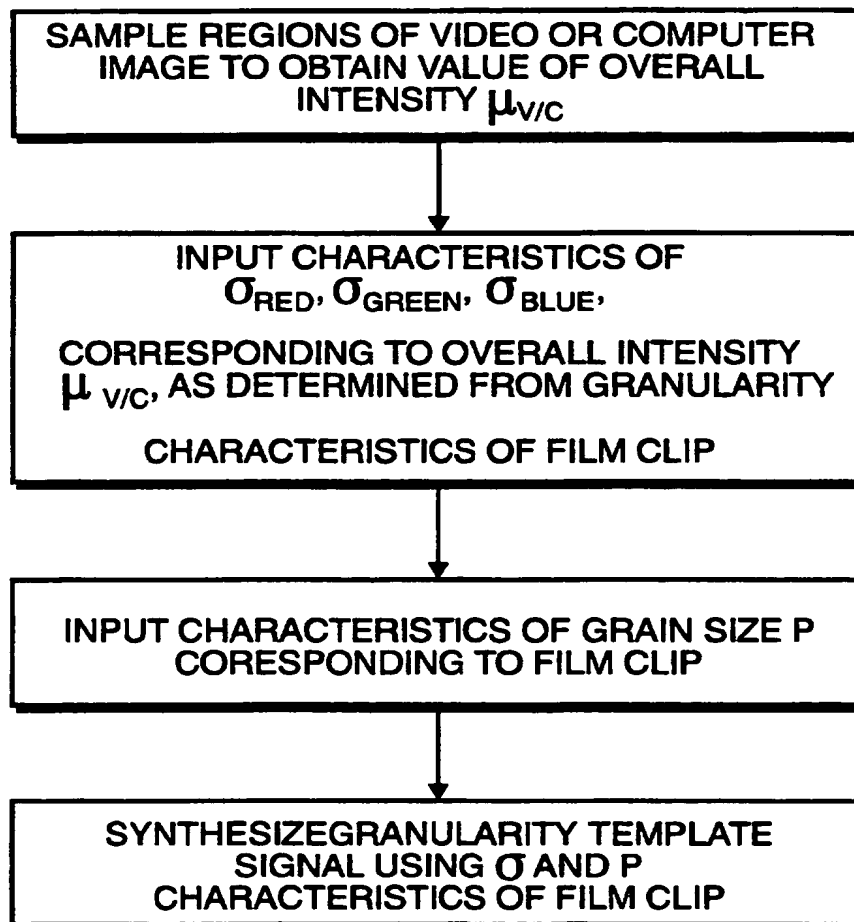 SAMPLE REGIONS OF VIDEO OR COMPUTER
IMAGE TO OBTAIN VALUE OF OVERALL
INTENSITY μV/C
INPUT CHARACTERISTICS OF
σRED, σGREEN, σBLUE,
CORRESPONDING TO OVERALL INTENSITY
μ V/C, AS DETERMINED FROM GRANULARITY
CHARACTERISTICS OF FILM CLIP
INPUT CHARACTERISTICS OF GRAIN SIZE P
CORESPONDING TO FILM CLIP
SYNTHESIZEGRANULARITY TEMPLATE
SIGNAL USING σ AND P
CHARACTERISTICS OF FILM CLIP